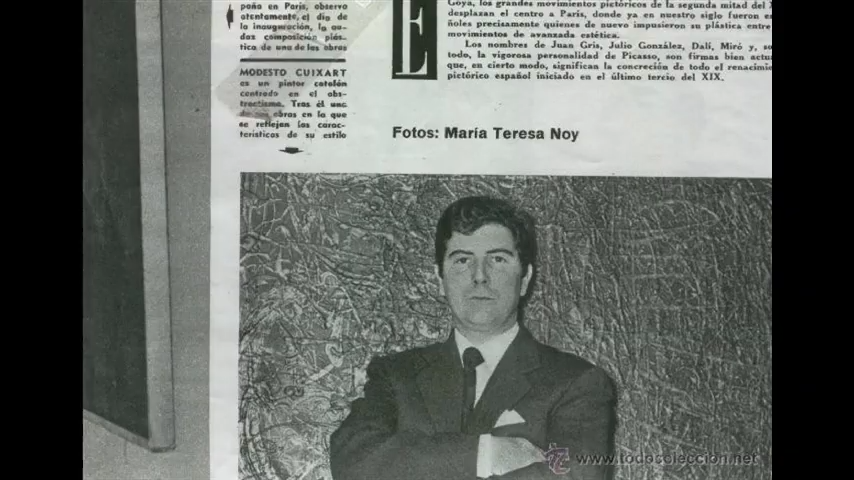 paña en París, observa
atentamente, el día de
la inauguración, la au-
daz composición plás-
tica de una de las obras
MODESTO CUIXART
es un pintor catalán
centrado en el abs-
tractismo. Tras él una
de sus obras en la que
se reflejan las carac-
terísticas de su estilo
E
Goya, los grandes movimientos pictóricos de la segunda mitad del
desplazan el centro a París, donde ya en nuestro siglo fueron es
ñoles precisamente quienes de nuevo impusieron su plástica entre
movimientos de avanzada estética.
Los nombres de Juan Gris, Julio González, Dalí, Miró y, so
todo, la vigorosa personalidad de Picasso, son firmas bien actu
que, en cierto modo, significan la concreción de todo el renacimie
pictórico español iniciado en el último tercio del XIX.
Fotos: María Teresa Noy
www.todocoleccion.net